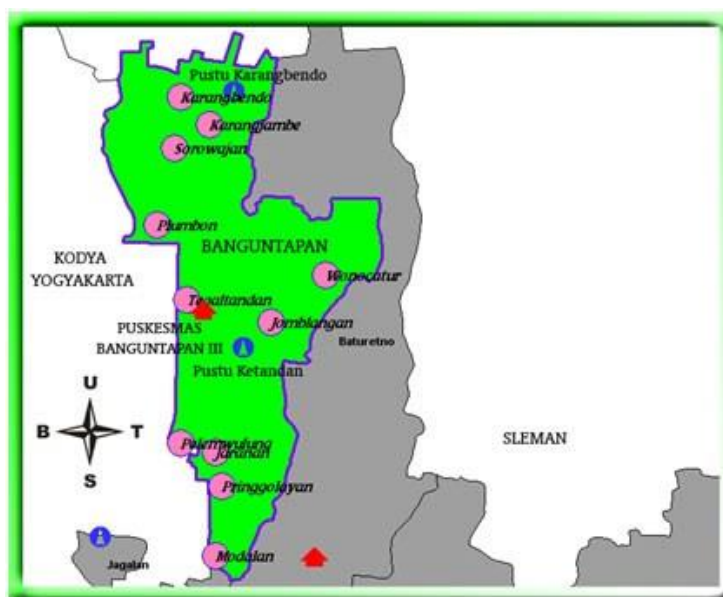 Pustu Karangbendo
Karangbendo
Karangjambe
Sorowajan
Plumbon
BANGUNTAPAN
KODYA
YOGYAKARTA
Wonocatur
Tegaltandan
Jomblangan
PUSKESMAS
BANGUNTAPAN III
Baturetno
Pustu Ketandan
U
B T
S
SLEMAN
Pelemwulung
Jaranan
Pringgolayan
Modalan
Jagalan